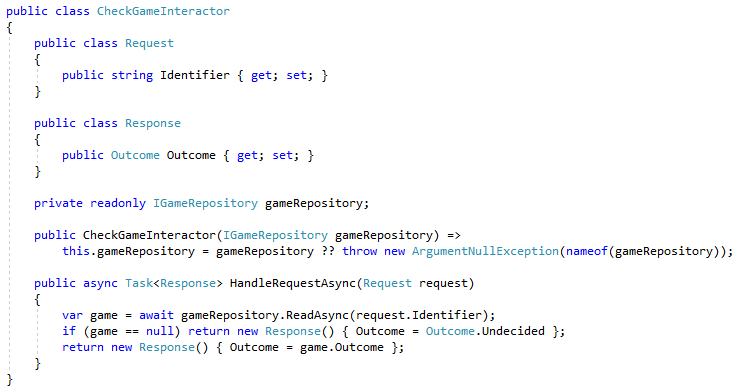 public class CheckGameInteractor
{
    public class Request
    {
        public string Identifier { get; set; }
    }

    public class Response
    {
        public Outcome Outcome { get; set; }
    }

    private readonly IGameRepository gameRepository;

    public CheckGameInteractor(IGameRepository gameRepository) =>
        this.gameRepository = gameRepository ?? throw new ArgumentNullException(nameof(gameRepository));

    public async Task<Response> HandleRequestAsync(Request request)
    {
        var game = await gameRepository.ReadAsync(request.Identifier);
        if (game == null) return new Response() { Outcome = Outcome.Undecided };
        return new Response() { Outcome = game.Outcome };
    }
}